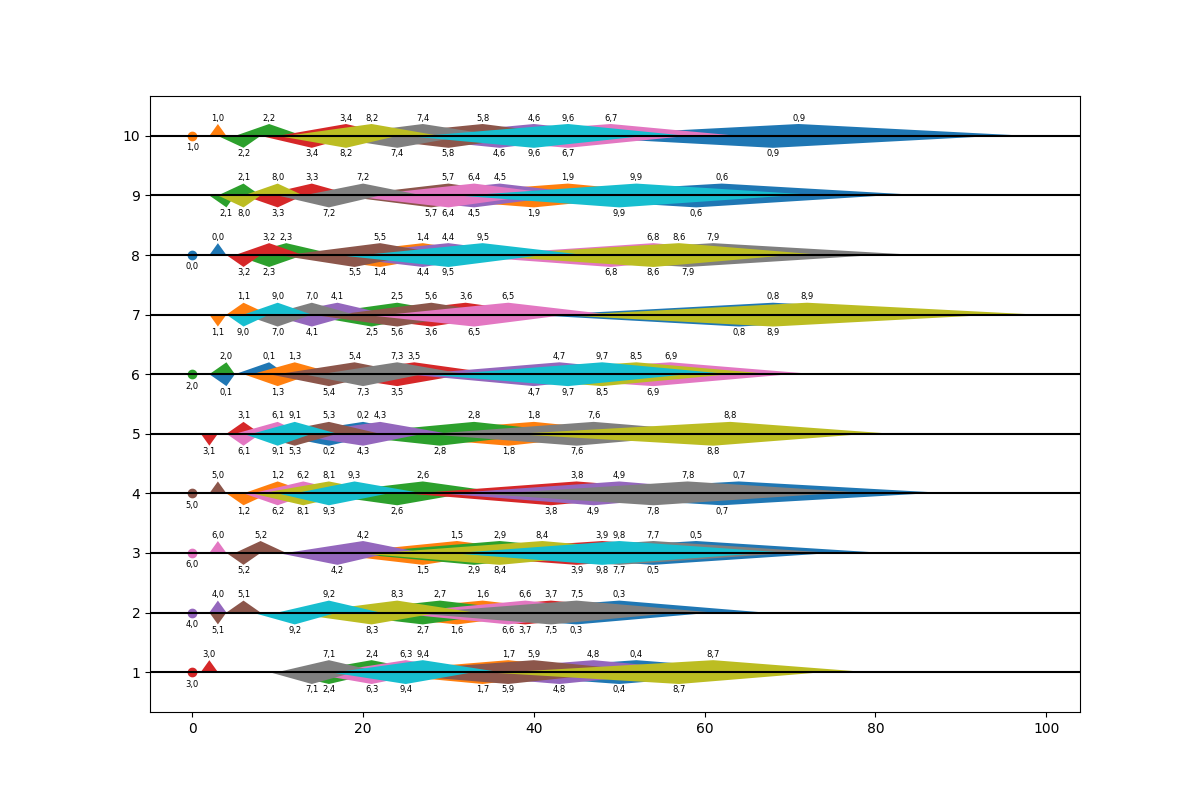 1,0 2,2 3,4 8,2 7,4 5,8 4,6 9,6 6,7 0,9
10
1,0 2,2 3,4 8,2 7,4 5,8 4,6 9,6 6,7 0,9
2,1 8,0 3,3 7,2 5,7 6,4 4,5 1,9 9,9 0,6
9
2,1 8,0 3,3 7,2 5,7 6,4 4,5 1,9 9,9 0,6
0,0 3,2 2,3 5,5 1,4 4,4 9,5 6,8 8,6 7,9
8
0,0 3,2 2,3 5,5 1,4 4,4 9,5 6,8 8,6 7,9
1,1 9,0 7,0 4,1 2,5 5,6 3,6 6,5 0,8 8,9
7
1,1 9,0 7,0 4,1 2,5 5,6 3,6 6,5 0,8 8,9
2,0 0,1 1,3 5,4 7,3 3,5 4,7 9,7 8,5 6,9
6
2,0 0,1 1,3 5,4 7,3 3,5 4,7 9,7 8,5 6,9
3,1 6,1 9,1 5,3 0,2 4,3 2,8 1,8 7,6 8,8
5
3,1 6,1 9,1 5,3 0,2 4,3 2,8 1,8 7,6 8,8
5,0 1,2 6,2 8,1 9,3 2,6 3,8 4,9 7,8 0,7
4
5,0 1,2 6,2 8,1 9,3 2,6 3,8 4,9 7,8 0,7
6,0 5,2 4,2 1,5 2,9 8,4 3,9 9,8 7,7 0,5
3
6,0 5,2 4,2 1,5 2,9 8,4 3,9 9,8 7,7 0,5
4,0 5,1 9,2 8,3 2,7 1,6 6,6 3,7 7,5 0,3
2
4,0 5,1 9,2 8,3 2,7 1,6 6,6 3,7 7,5 0,3
3,0 7,1 2,4 6,3 9,4 1,7 5,9 4,8 0,4 8,7
1
3,0 7,1 2,4 6,3 9,4 1,7 5,9 4,8 0,4 8,7
0 20 40 60 80 100